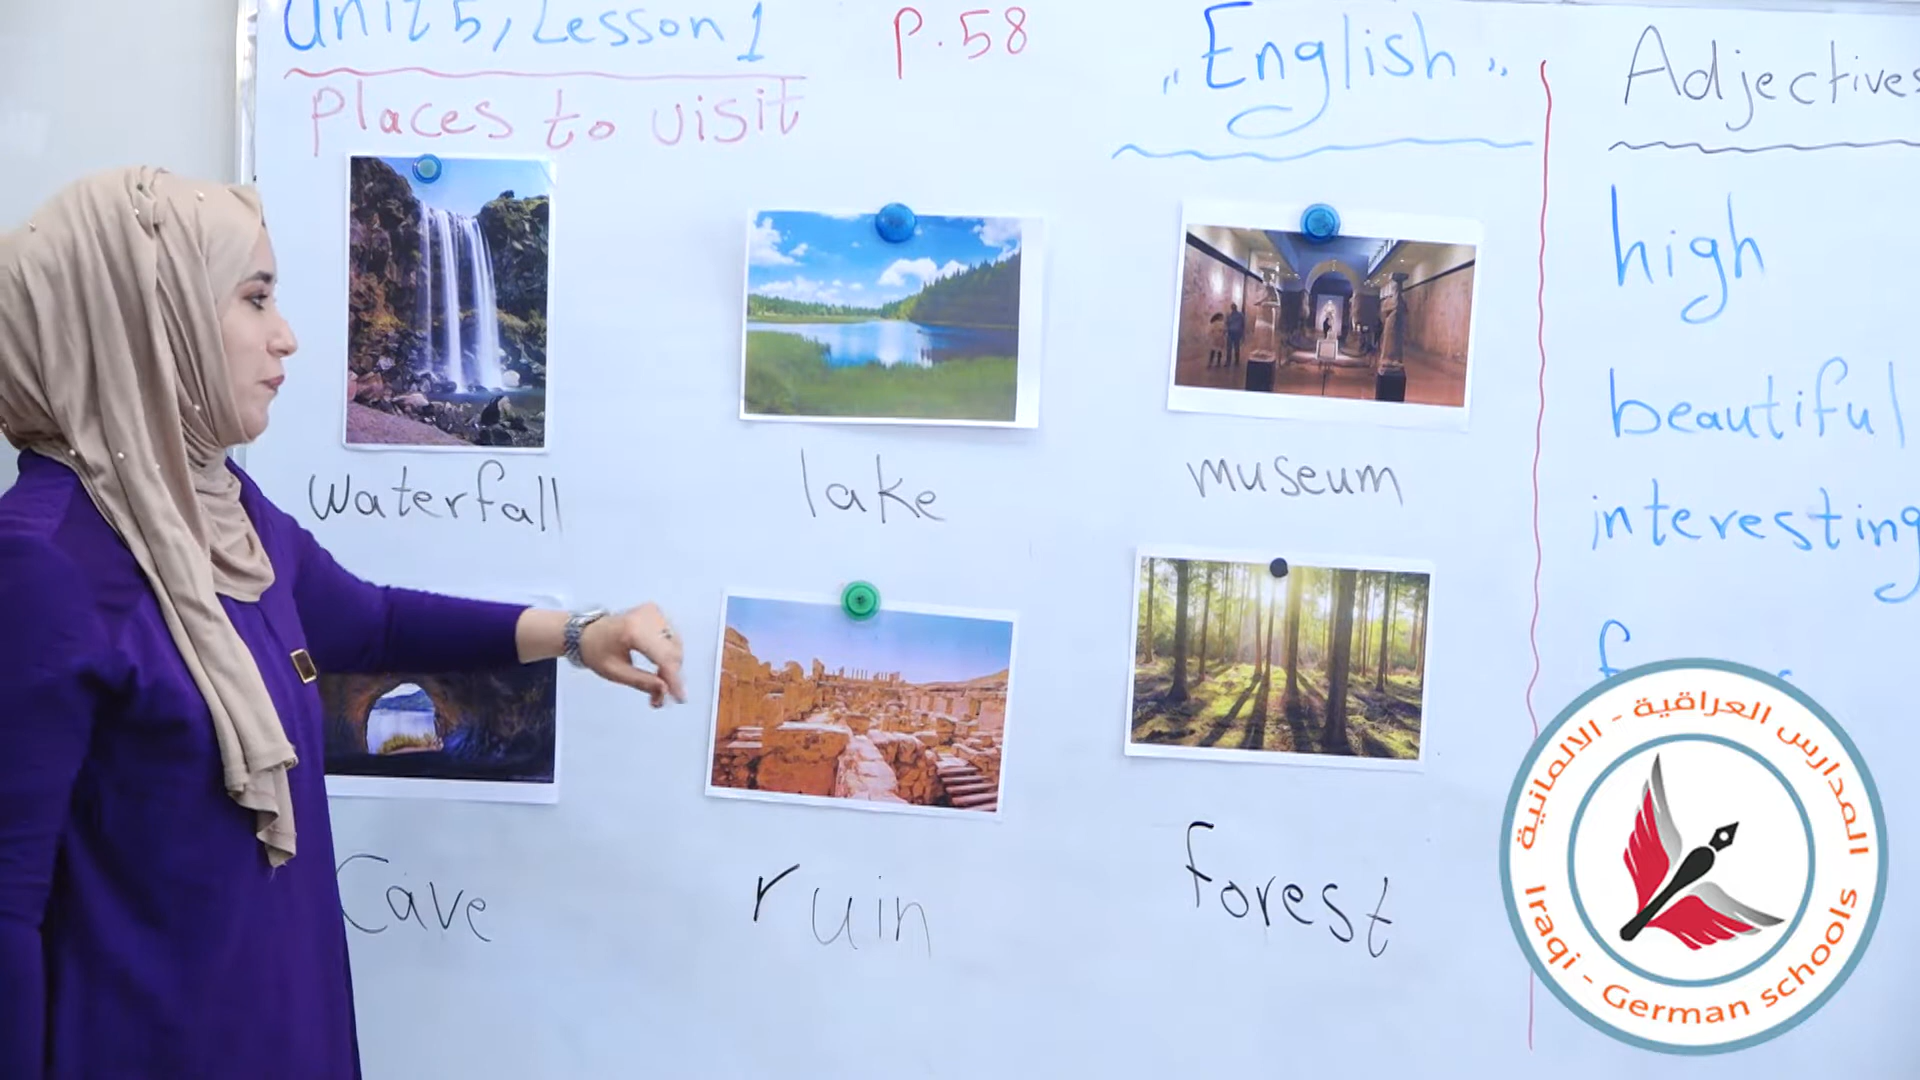 Unit 5, Lesson 1
P. 58
"English"
Adjectives
places to visit
high
beautiful
interesting
waterfall
lake
museum
Cave
ruin
forest
المدارس العراقية - الالمانية
Iraqi - German schools